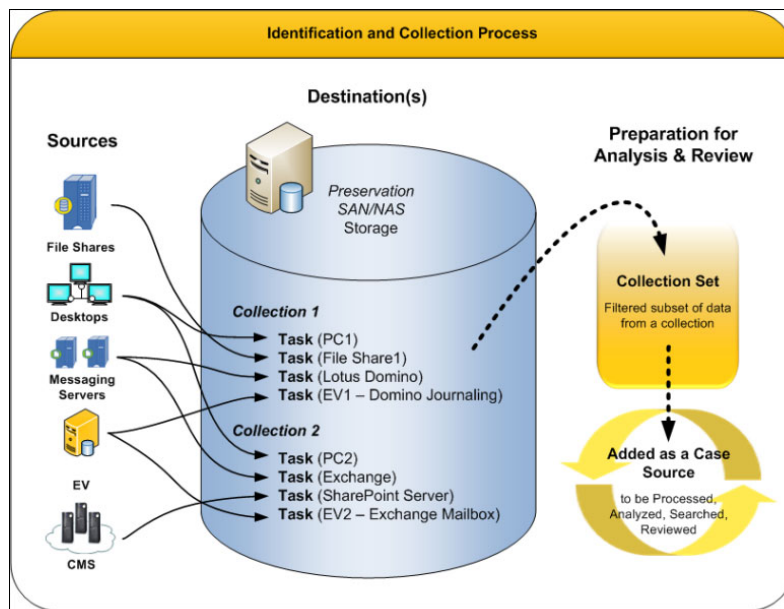 Identification and Collection Process
Destination(s)
Sources
Preparation for
Analysis & Review
Preservation
SAN/NAS
Storage
File Shares
Desktops
Messaging
Servers
EV
CMS
Collection 1
Task (PC1)
Task (File Share1)
Task (Lotus Domino)
Task (EV1 – Domino Journaling)
Collection 2
Task (PC2)
Task (Exchange)
Task (SharePoint Server)
Task (EV2 – Exchange Mailbox)
Collection Set
Filtered subset of data
from a collection
Added as a Case
Source
to be Processed,
Analyzed, Searched,
Reviewed